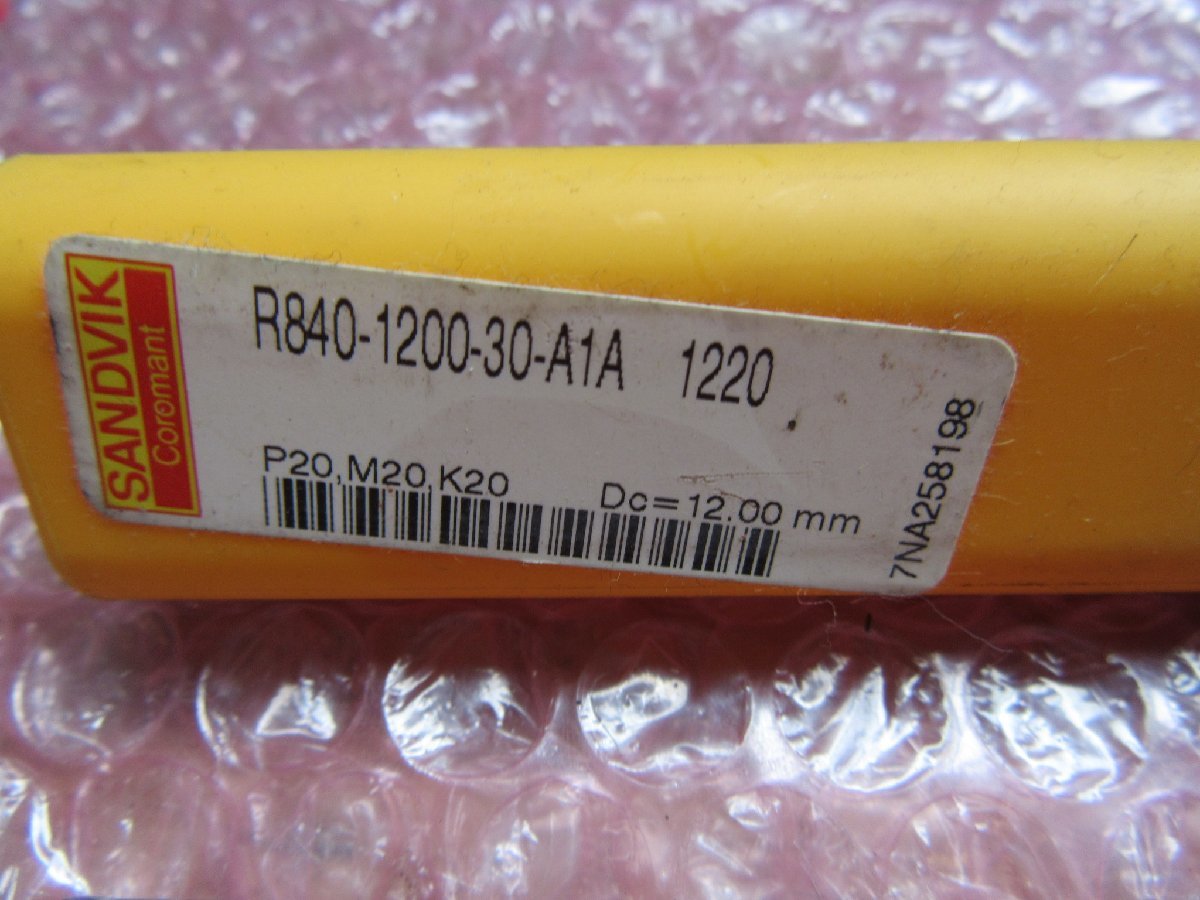 SANDVIK
Coromant
R840-1200-30-A1A 1220
P20,M20,K20 Dc=12.00 mm
7NA258198